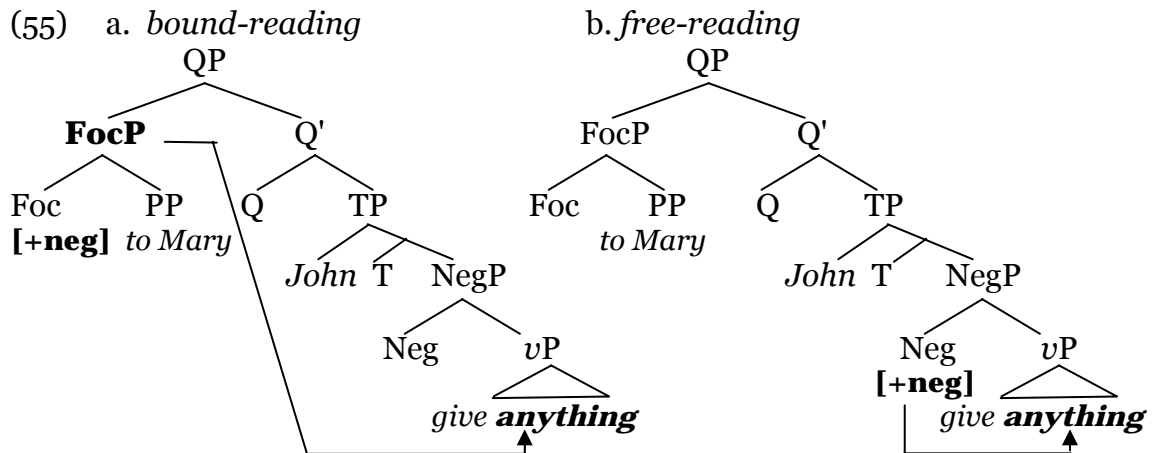 (55) a. bound-reading b. free-reading
QP QP
FocP Q' FocP Q'
Foc PP Q TP Foc PP Q TP
[+neg] to Mary to Mary
John T NegP John T NegP
Neg vP Neg vP
[+neg]
give anything give anything